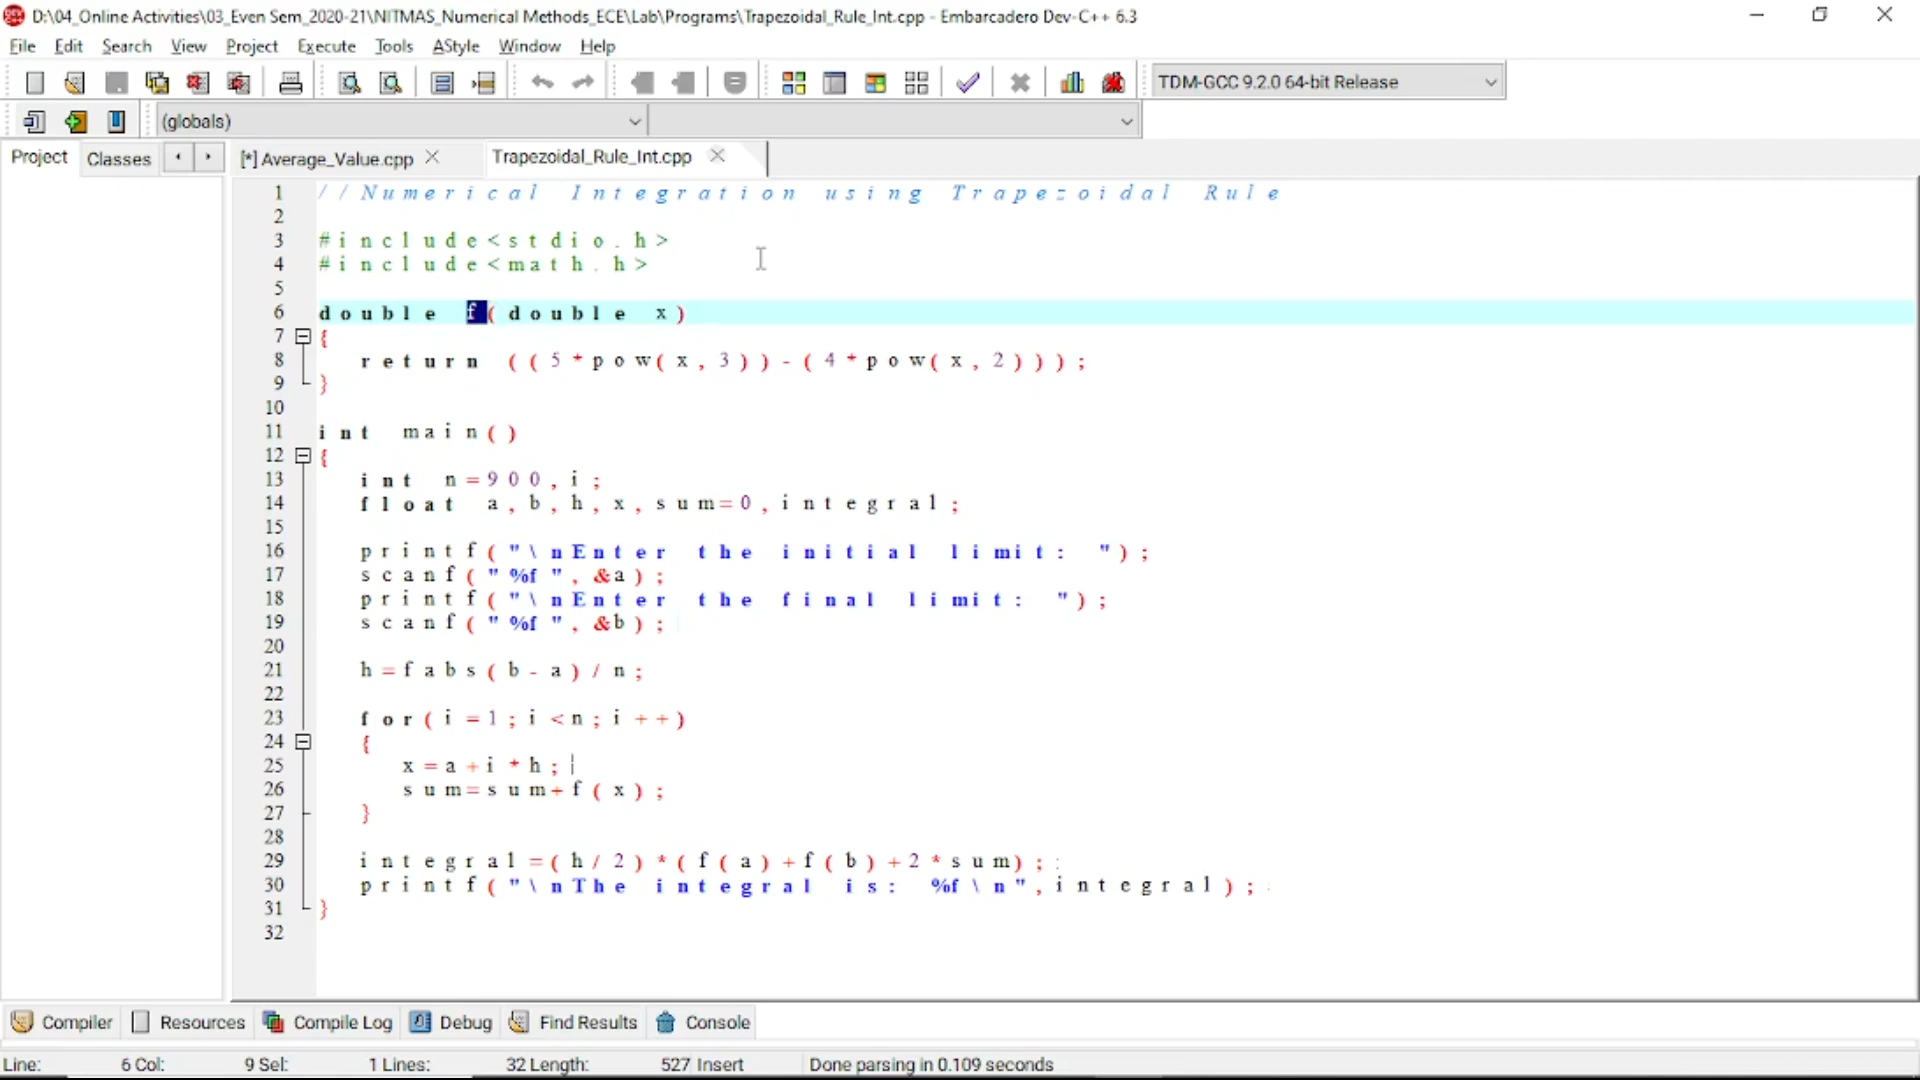 D:\04_Online Activities\03_Even Sem_2020-21\NITMAS_Numerical Methods_ECE\Lab\Programs\Trapezoidal_Rule_Int.cpp - Embarcadero Dev-C++ 6.3
File Edit Search View Project Execute Tools AStyle Window Help
TDM-GCC 9.2.0 64-bit Release
(globals)
Project Classes [*] Average_Value.cpp Trapezoidal_Rule_Int.cpp
1 // Numerical Integration using Trapezoidal Rule
2
3 #include<stdio.h>
4 #include<math.h>
5
6 double f(double x)
7 {
8 return ((5*pow(x,3))-(4*pow(x,2)));
9 }
10
11 int main()
12 {
13 int n=900,i;
14 float a,b,h,x,sum=0,integral;
15
16 printf("\nEnter the initial limit: ");
17 scanf("%f",&a);
18 printf("\nEnter the final limit: ");
19 scanf("%f",&b);
20
21 h=fabs(b-a)/n;
22
23 for(i=1;i<n;i++)
24 {
25 x=a+i*h;
26 sum=sum+f(x);
27 }
28
29 integral=(h/2)*(f(a)+f(b)+2*sum);
30 printf("\nThe integral is: %f\n",integral);
31 }
32
Compiler Resources Compile Log Debug Find Results Console
Line: 6 Col: 9 Sel: 1 Lines: 32 Length: 527 Insert Done parsing in 0.109 seconds